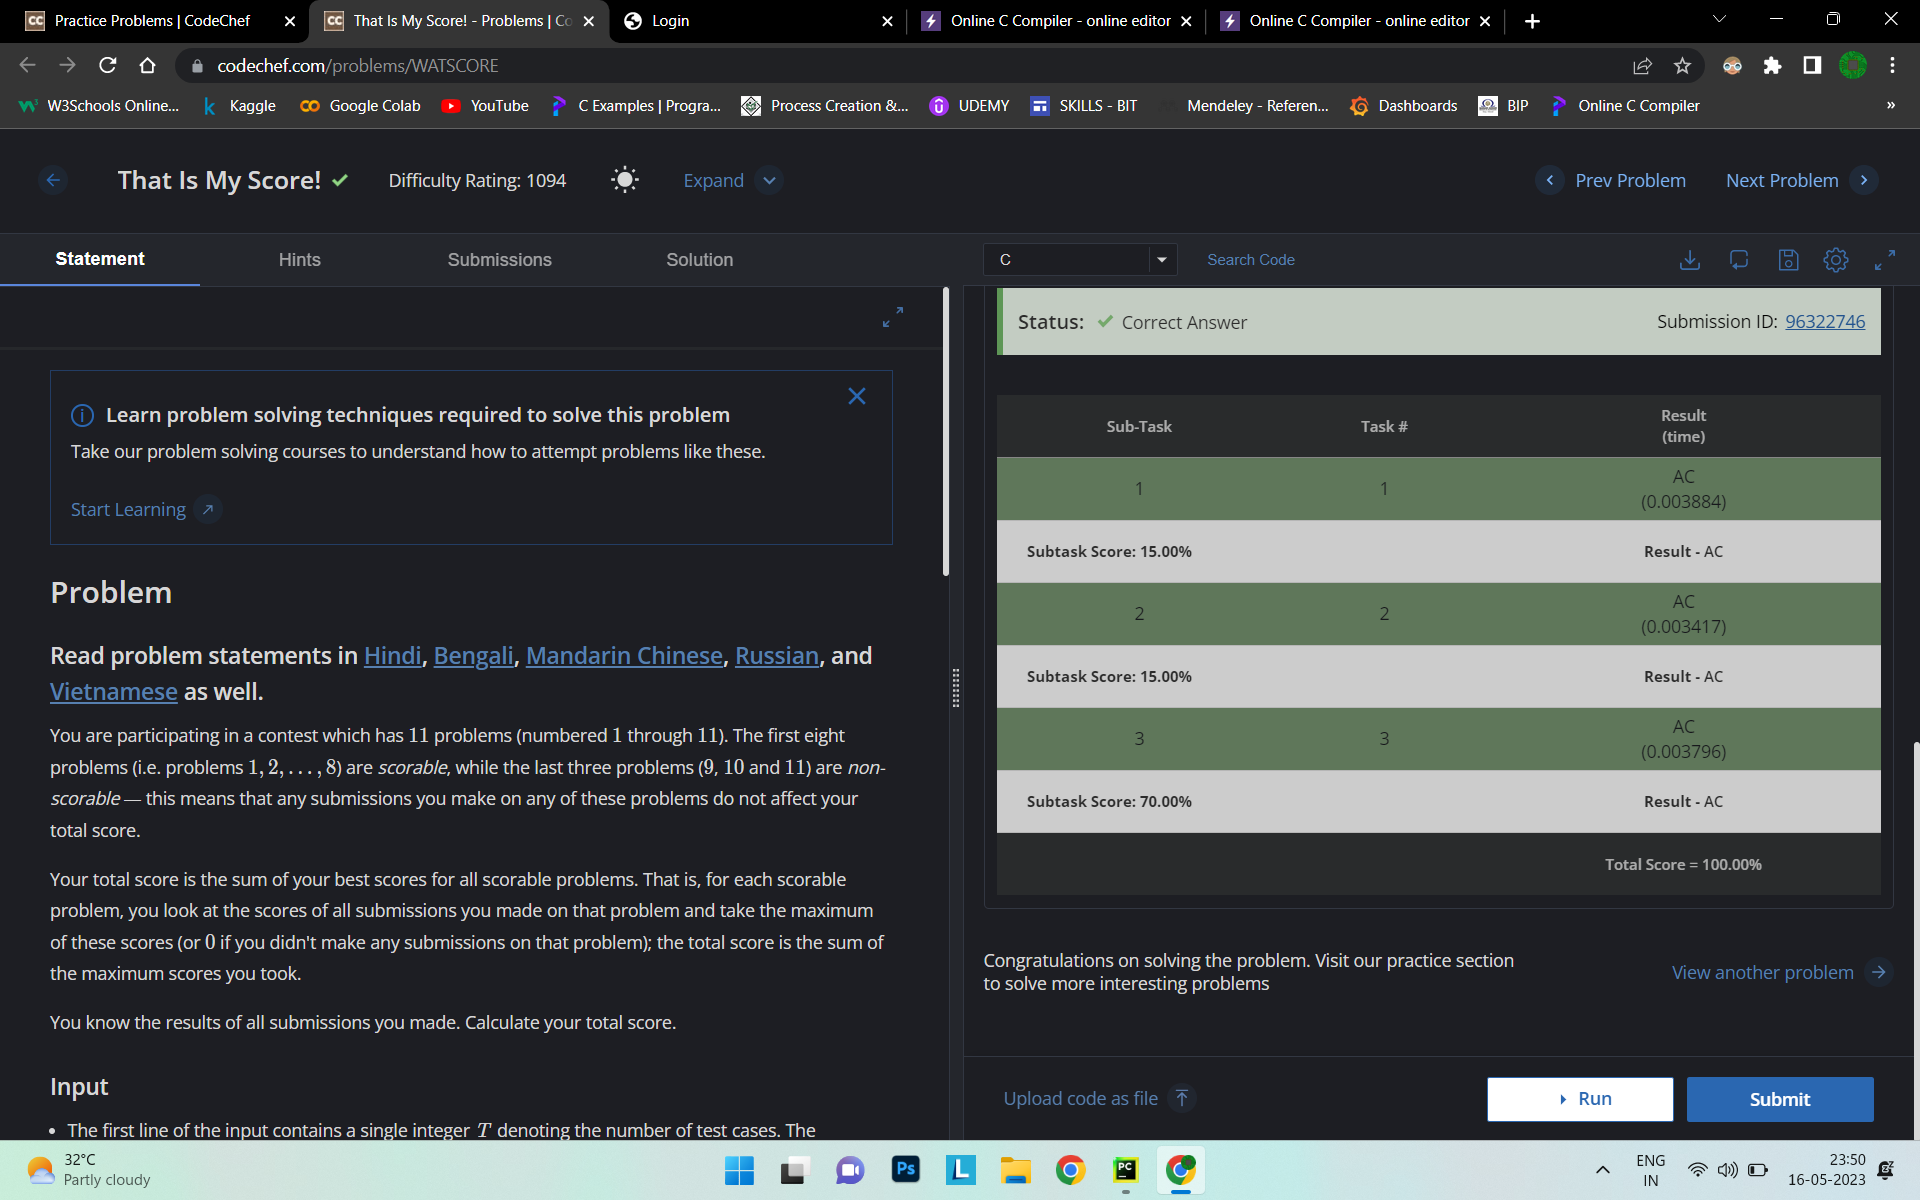 Practice Problems | CodeChef
That Is My Score! - Problems | Co
Login
Online C Compiler - online editor
Online C Compiler - online editor
codechef.com/problems/WATSCORE
W3Schools Online...
Kaggle
Google Colab
YouTube
C Examples | Progra...
Process Creation &...
UDEMY
SKILLS - BIT
Mendeley - Referen...
Dashboards
BIP
Online C Compiler
»
That Is My Score!
Difficulty Rating: 1094
Expand
Prev Problem
Next Problem
Statement
Hints
Submissions
Solution
C
Search Code
Learn problem solving techniques required to solve this problem
Take our problem solving courses to understand how to attempt problems like these.
Start Learning
Problem
Read problem statements in Hindi, Bengali, Mandarin Chinese, Russian, and
Vietnamese as well.
You are participating in a contest which has 11 problems (numbered 1 through 11). The first eight
problems (i.e. problems 1, 2, . . . , 8) are scorable, while the last three problems (9, 10 and 11) are non-
scorable — this means that any submissions you make on any of these problems do not affect your
total score.
Your total score is the sum of your best scores for all scorable problems. That is, for each scorable
problem, you look at the scores of all submissions you made on that problem and take the maximum
of these scores (or 0 if you didn't make any submissions on that problem); the total score is the sum of
the maximum scores you took.
You know the results of all submissions you made. Calculate your total score.
Input
• The first line of the input contains a single integer T denoting the number of test cases. The
Status: Correct Answer
Submission ID: 96322746
Sub-Task Task # Result
(time)
1 1 AC
(0.003884)
Subtask Score: 15.00% Result - AC
2 2 AC
(0.003417)
Subtask Score: 15.00% Result - AC
3 3 AC
(0.003796)
Subtask Score: 70.00% Result - AC
Total Score = 100.00%
Congratulations on solving the problem. Visit our practice section
to solve more interesting problems
View another problem
Upload code as file
Run
Submit
32°C
Partly cloudy
Ps
L
PC
ENG
IN
23:50
16-05-2023